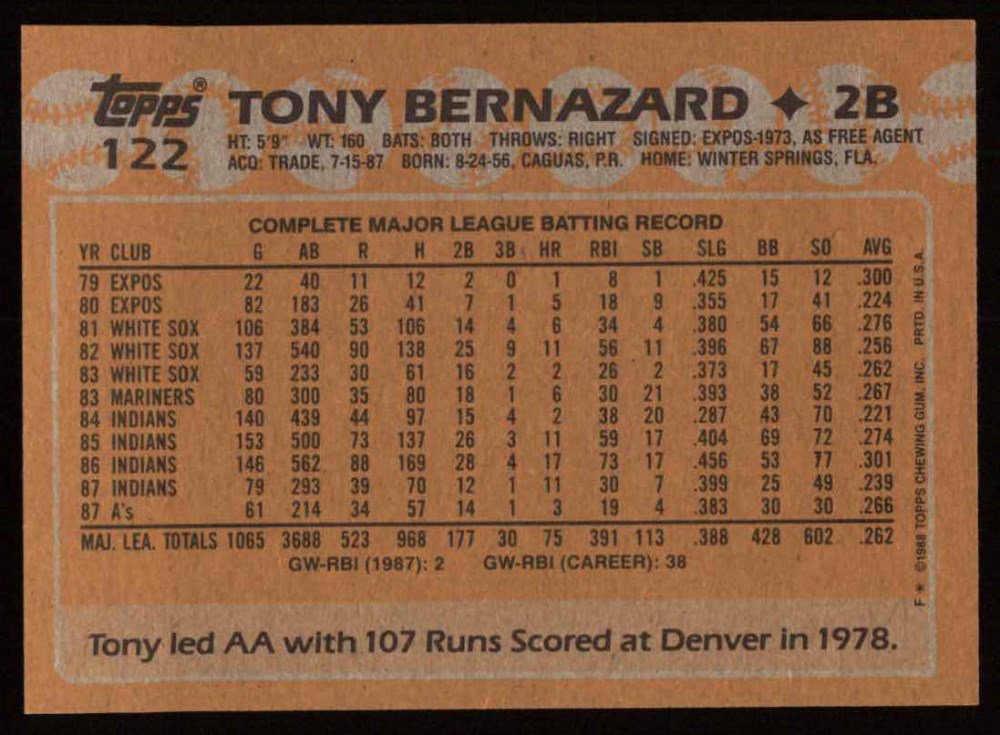 Topps® TONY BERNAZARD ✦ 2B
122 HT: 5'9" WT: 160 BATS: BOTH THROWS: RIGHT SIGNED: EXPOS-1973, AS FREE AGENT
ACQ: TRADE, 7-15-87 BORN: 8-24-56, CAGUAS, P.R. HOME: WINTER SPRINGS, FLA.
COMPLETE MAJOR LEAGUE BATTING RECORD
YR CLUB G AB R H 2B 3B HR RBI SB SLG BB SO AVG
79 EXPOS 22 40 11 12 2 0 1 8 1 .425 15 12 .300
80 EXPOS 82 183 26 41 7 1 5 18 9 .355 17 41 .224
81 WHITE SOX 106 384 53 106 14 4 6 34 4 .380 54 66 .276
82 WHITE SOX 137 540 90 138 25 9 11 56 11 .396 67 88 .256
83 WHITE SOX 59 233 30 61 16 2 2 26 2 .373 17 45 .262
83 MARINERS 80 300 35 80 18 1 6 30 21 .393 38 52 .267
84 INDIANS 140 439 44 97 15 4 2 38 20 .287 43 70 .221
85 INDIANS 153 500 73 137 26 3 11 59 17 .404 69 72 .274
86 INDIANS 146 562 88 169 28 4 17 73 17 .456 53 77 .301
87 INDIANS 79 293 39 70 12 1 11 30 7 .399 25 49 .239
87 A's 61 214 34 57 14 1 3 19 4 .383 30 30 .266
MAJ. LEA. TOTALS 1065 3688 523 968 177 30 75 391 113 .388 428 602 .262
GW-RBI (1987): 2 GW-RBI (CAREER): 38
Tony led AA with 107 Runs Scored at Denver in 1978.
F * ©1988 TOPPS CHEWING GUM, INC. PRTD. IN U.S.A.